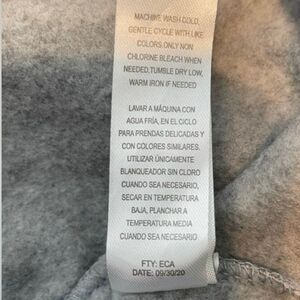 MACHINE WASH COLD,
GENTLE CYCLE WITH LIKE
COLORS.ONLY NON
CHLORINE BLEACH WHEN
NEEDED.TUMBLE DRY LOW,
WARM IRON IF NEEDED
LAVAR A MÁQUINA CON
AGUA FRÍA, EN EL CICLO
PARA PRENDAS DELICADAS Y
CON COLORES SIMILARES.
UTILIZAR ÚNICAMENTE
BLANQUEADOR SIN CLORO
CUANDO SEA NECESARIO,
SECAR EN TEMPERATURA
BAJA, PLANCHAR A
TEMPERATURA MEDIA
CUANDO SEA NECESARIO
FTY: ECA
DATE: 09/30/20